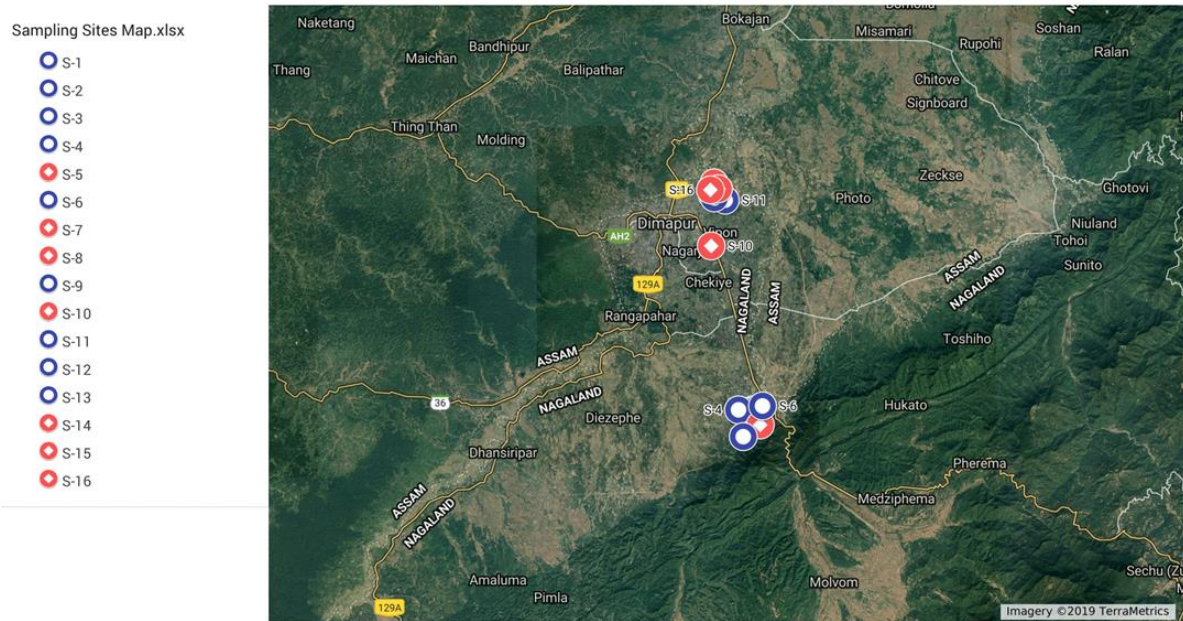 Sampling Sites Map.xlsx
S-1
S-2
S-3
S-4
S-5
S-6
S-7
S-8
S-9
S-10
S-11
S-12
S-13
S-14
S-15
S-16
Naketang
Bokajan
Misamari
Soshan
Rupohi
Ralan
Maichan
Bandhipur
Thang
Balipathar
Chitove
Signboard
Thing Than
Molding
Zeckse
Ghotovi
S-16
S-11
Photo
Dimapur
Niuland
AH2
Tohoi
S-10
Sunito
ASSAM
NAGALAND
129A
Chekiye
NAGALAND
ASSAM
Rangapahar
Toshiho
ASSAM
NAGALAND
36
S-4
S-6
Hukato
Diezephe
Dhansiripar
Pherema
ASSAM
Medziphema
NAGALAND
Amaluma
Pimla
Molvom
129A
Imagery ©2019 TerraMetrics